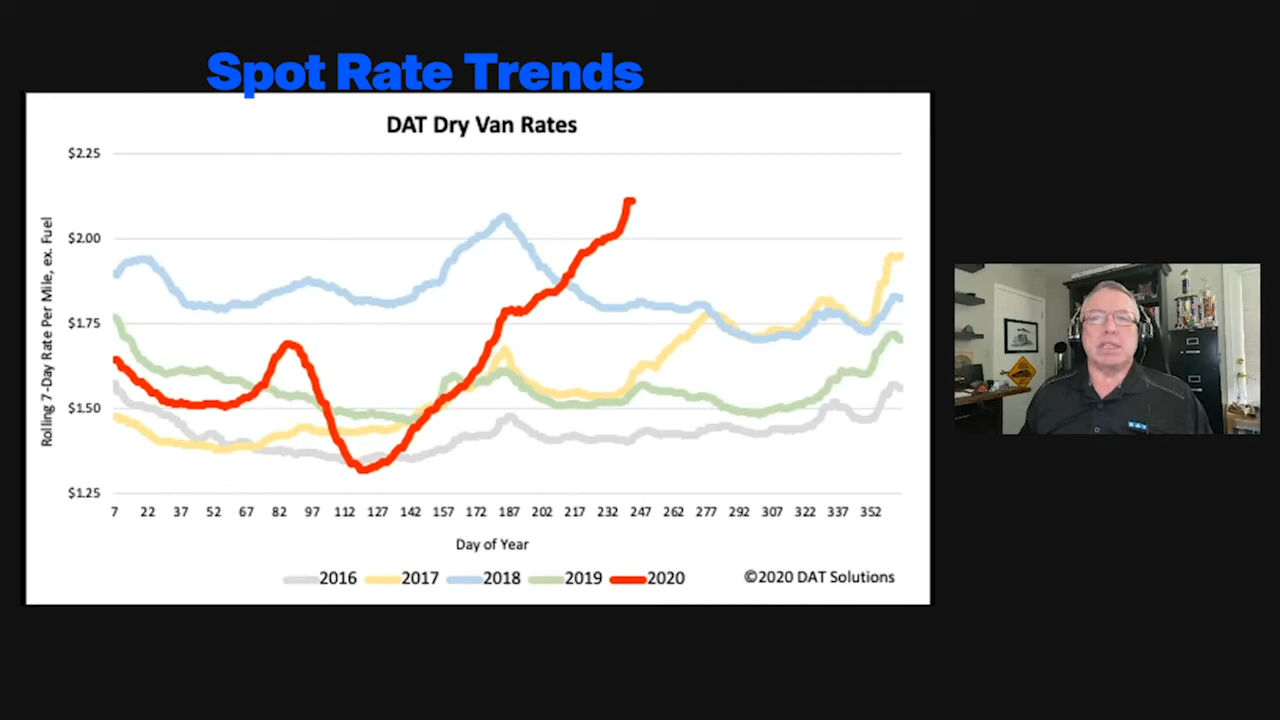 Spot Rate Trends
DAT Dry Van Rates
Rolling 7-Day Rate Per Mile, ex. Fuel
$2.25
$2.00
$1.75
$1.50
$1.25
7 22 37 52 67 82 97 112 127 142 157 172 187 202 217 232 247 262 277 292 307 322 337 352
Day of Year
2016 2017 2018 2019 2020
©2020 DAT Solutions